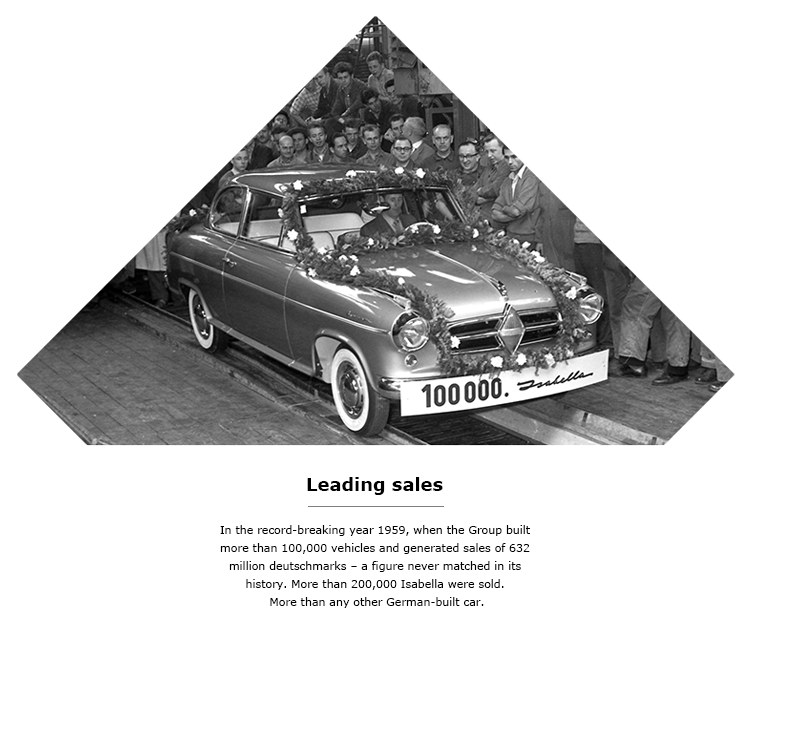 100 000. Isabella
Leading sales
In the record-breaking year 1959, when the Group built
more than 100,000 vehicles and generated sales of 632
million deutschmarks – a figure never matched in its
history. More than 200,000 Isabella were sold.
More than any other German-built car.